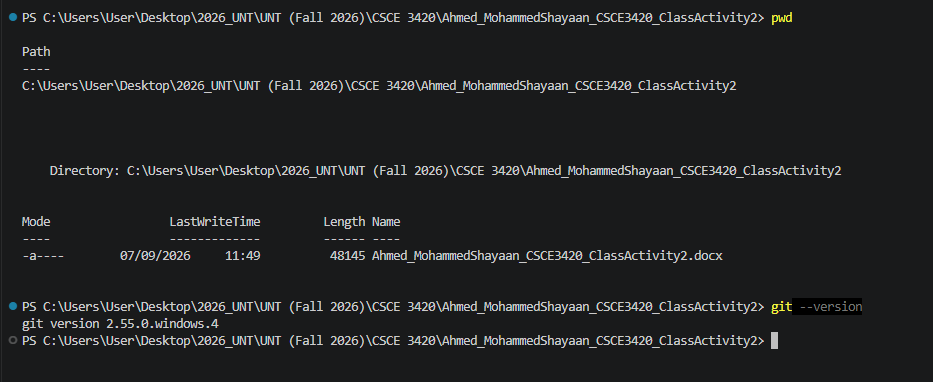 PS C:\Users\User\Desktop\2026_UNT\UNT (Fall 2026)\CSCE 3420\Ahmed_MohammedShayaan_CSCE3420_ClassActivity2> pwd
Path
----
C:\Users\User\Desktop\2026_UNT\UNT (Fall 2026)\CSCE 3420\Ahmed_MohammedShayaan_CSCE3420_ClassActivity2
Directory: C:\Users\User\Desktop\2026_UNT\UNT (Fall 2026)\CSCE 3420\Ahmed_MohammedShayaan_CSCE3420_ClassActivity2
Mode LastWriteTime Length Name
---- ------------- ------ ----
-a---- 07/09/2026 11:49 48145 Ahmed_MohammedShayaan_CSCE3420_ClassActivity2.docx
PS C:\Users\User\Desktop\2026_UNT\UNT (Fall 2026)\CSCE 3420\Ahmed_MohammedShayaan_CSCE3420_ClassActivity2> git --version
git version 2.55.0.windows.4
PS C:\Users\User\Desktop\2026_UNT\UNT (Fall 2026)\CSCE 3420\Ahmed_MohammedShayaan_CSCE3420_ClassActivity2>